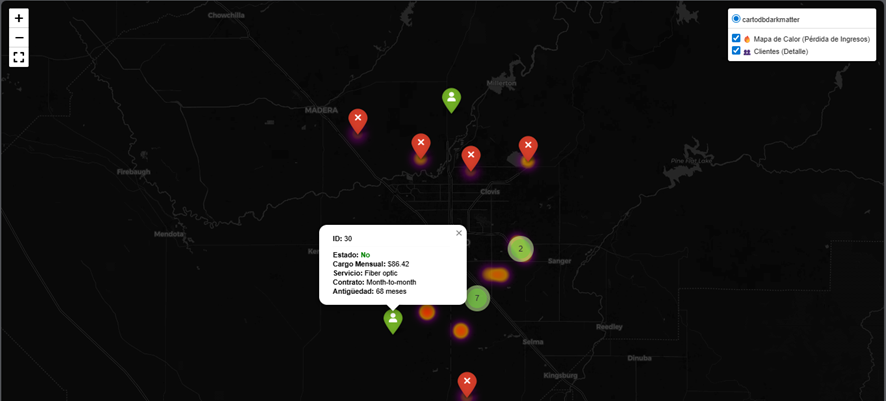 +
−
Chowchilla
cartodbdarkmatter
Mapa de Calor (Pérdida de Ingresos)
Clientes (Detalle)
Millerton
MADERA
Pine Flat Lake
Firebaugh
Clovis
Mendota
ID: 30
×
Estado: No
Cargo Mensual: $86.42
Servicio: Fiber optic
Contrato: Month-to-month
Antigüedad: 68 meses
2
Sanger
7
Reedley
Selma
Dinuba
Kingsburg